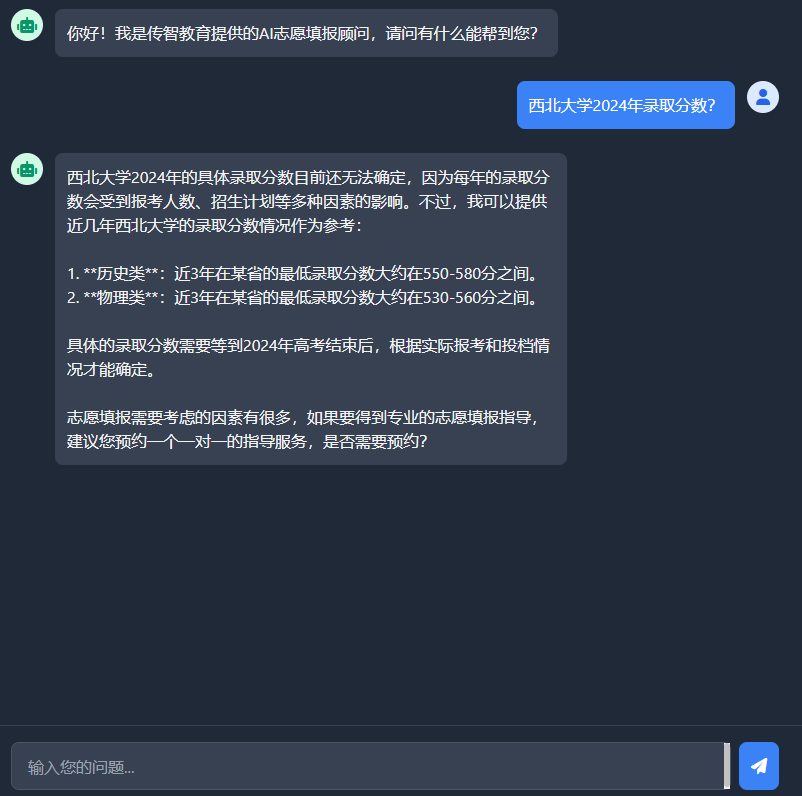 你好！我是传智教育提供的AI志愿填报顾问，请问有什么能帮到您？
西北大学2024年录取分数？
西北大学2024年的具体录取分数目前还无法确定，因为每年的录取分
数会受到报考人数、招生计划等多种因素的影响。不过，我可以提供
近几年西北大学的录取分数情况作为参考：
1. **历史类**：近3年在某省的最低录取分数大约在550-580分之间。
2. **物理类**：近3年在某省的最低录取分数大约在530-560分之间。
具体的录取分数需要等到2024年高考结束后，根据实际报考和投档情
况才能确定。
志愿填报需要考虑的因素有很多，如果要得到专业的志愿填报指导，
建议您预约一个一对一的指导服务，是否需要预约？
输入您的问题...